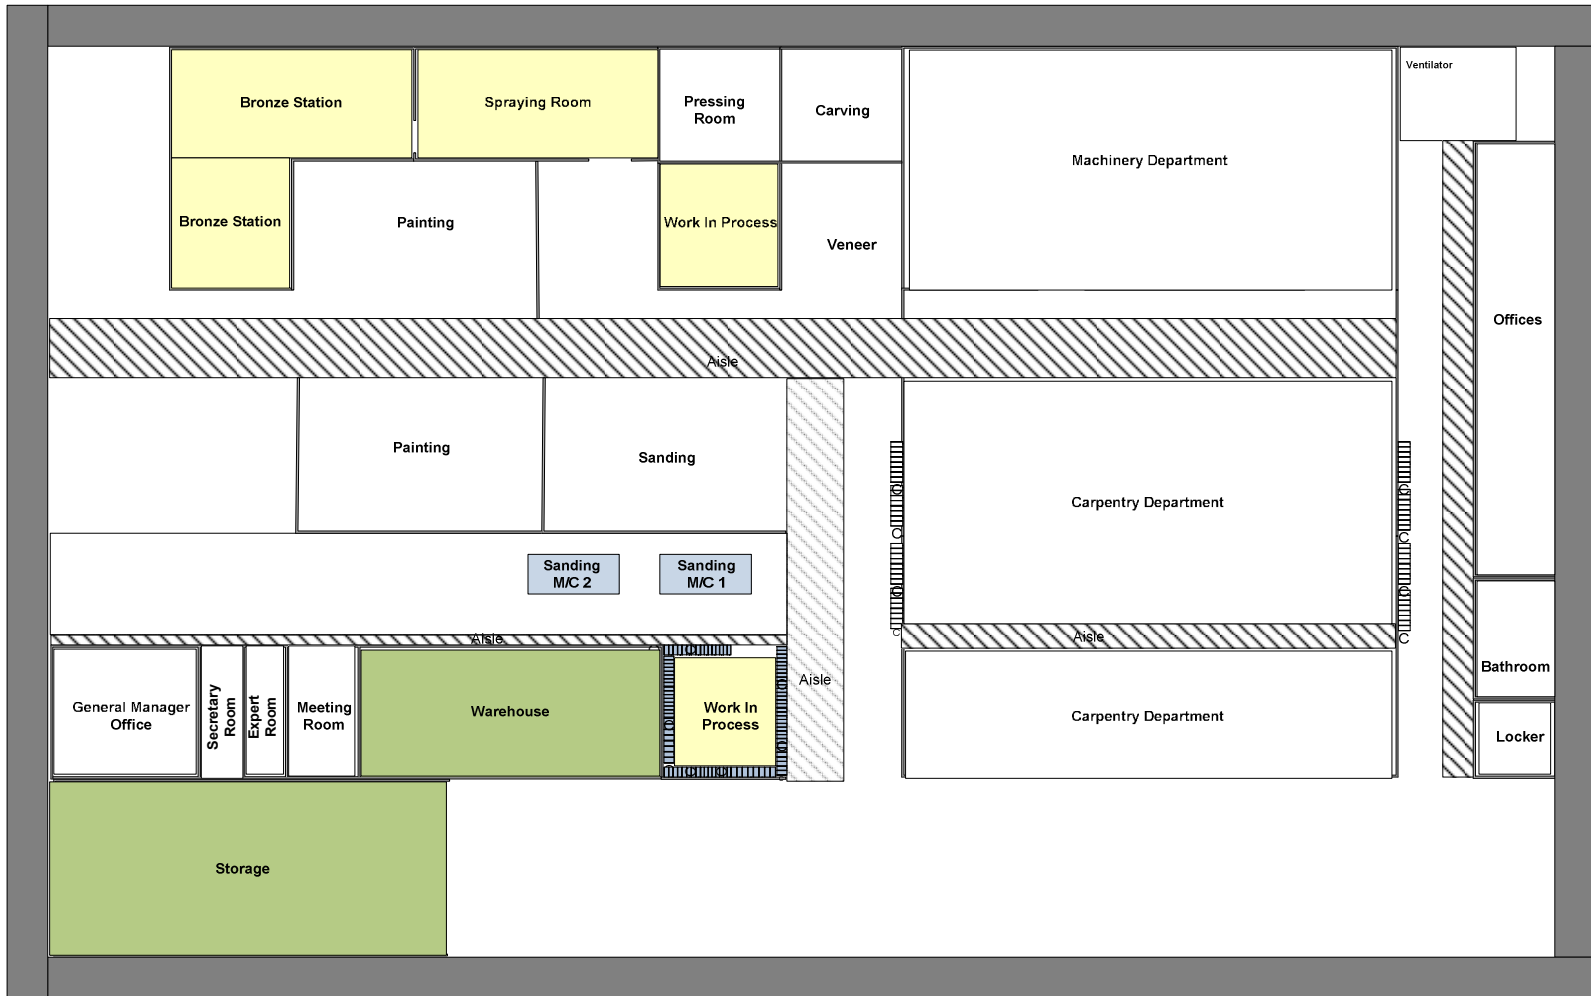 Ventilator
Bronze Station
Spraying Room
Pressing
Room
Carving
Machinery Department
Bronze Station
Painting
Work In Process
Veneer
Offices
Aisle
Painting
Sanding
Carpentry Department
Sanding
M/C 2
Sanding
M/C 1
Aisle
Aisle
Aisle
General Manager
Office
Secretary
Room
Expert
Room
Meeting
Room
Warehouse
Work In
Process
Carpentry Department
Bathroom
Locker
Storage